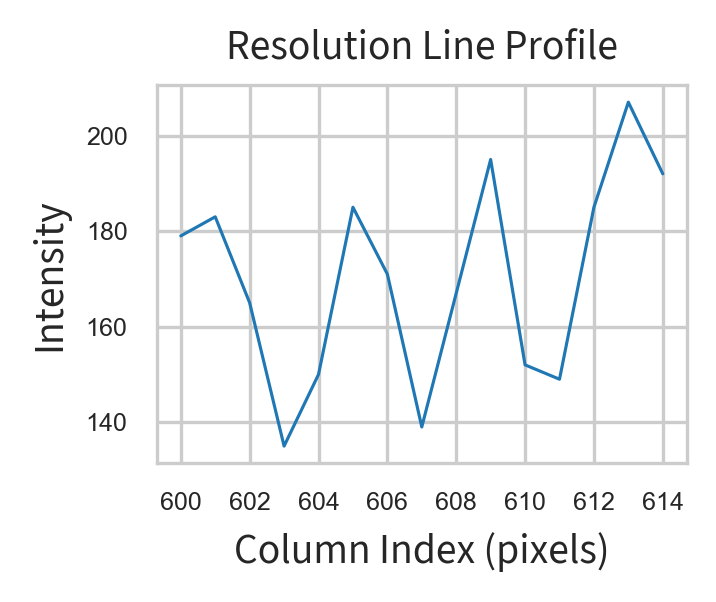 Resolution Line Profile
Intensity
200
180
160
140
600 602 604 606 608 610 612 614
Column Index (pixels)